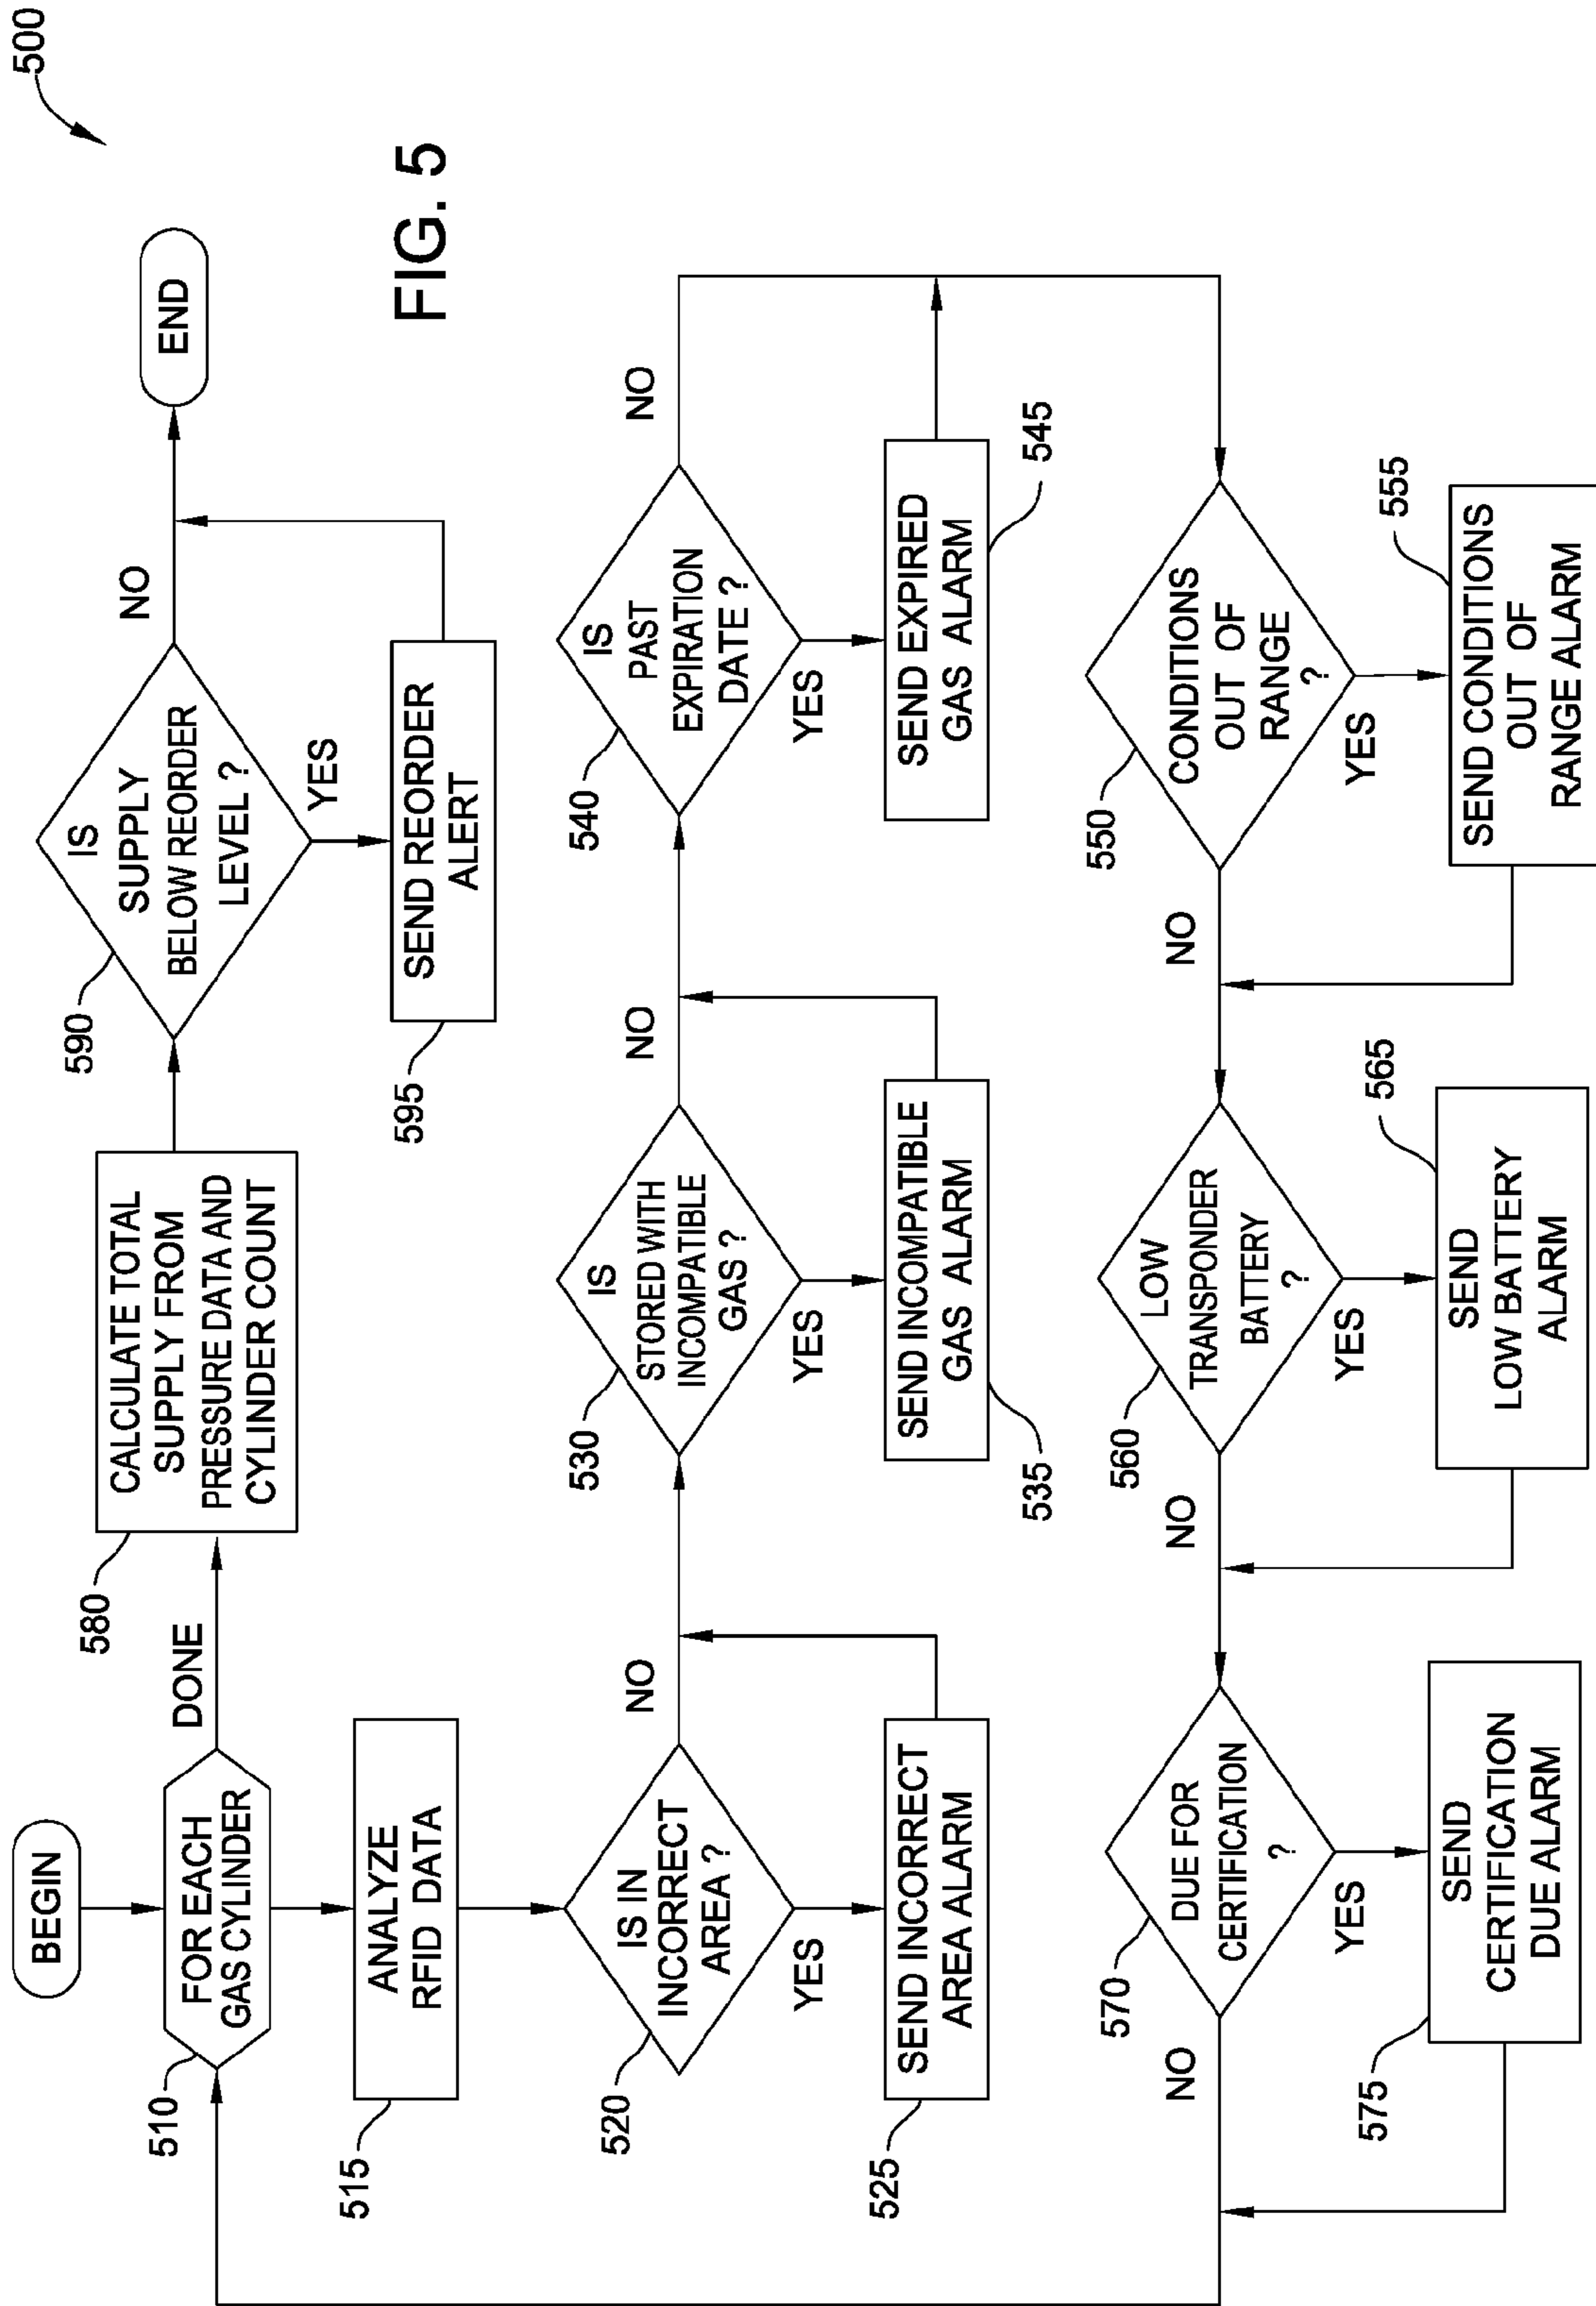 500
FIG. 5
BEGIN
510
FOR EACH
GAS CYLINDER
DONE
580
CALCULATE TOTAL
SUPPLY FROM
PRESSURE DATA AND
CYLINDER COUNT
590
IS
SUPPLY
BELOW REORDER
LEVEL ?
NO
END
YES
595
SEND REORDER
ALERT
515
ANALYZE
RFID DATA
520
IS IN
INCORRECT
AREA ?
NO
YES
525
SEND INCORRECT
AREA ALARM
530
IS
STORED WITH
INCOMPATIBLE
GAS ?
NO
YES
535
SEND INCOMPATIBLE
GAS ALARM
540
IS
PAST
EXPIRATION
DATE ?
NO
YES
545
SEND EXPIRED
GAS ALARM
550
CONDITIONS
OUT OF
RANGE
?
NO
YES
555
SEND CONDITIONS
OUT OF
RANGE ALARM
560
LOW
TRANSPONDER
BATTERY
?
NO
YES
565
SEND
LOW BATTERY
ALARM
570
DUE FOR
CERTIFICATION
?
NO
YES
575
SEND
CERTIFICATION
DUE ALARM